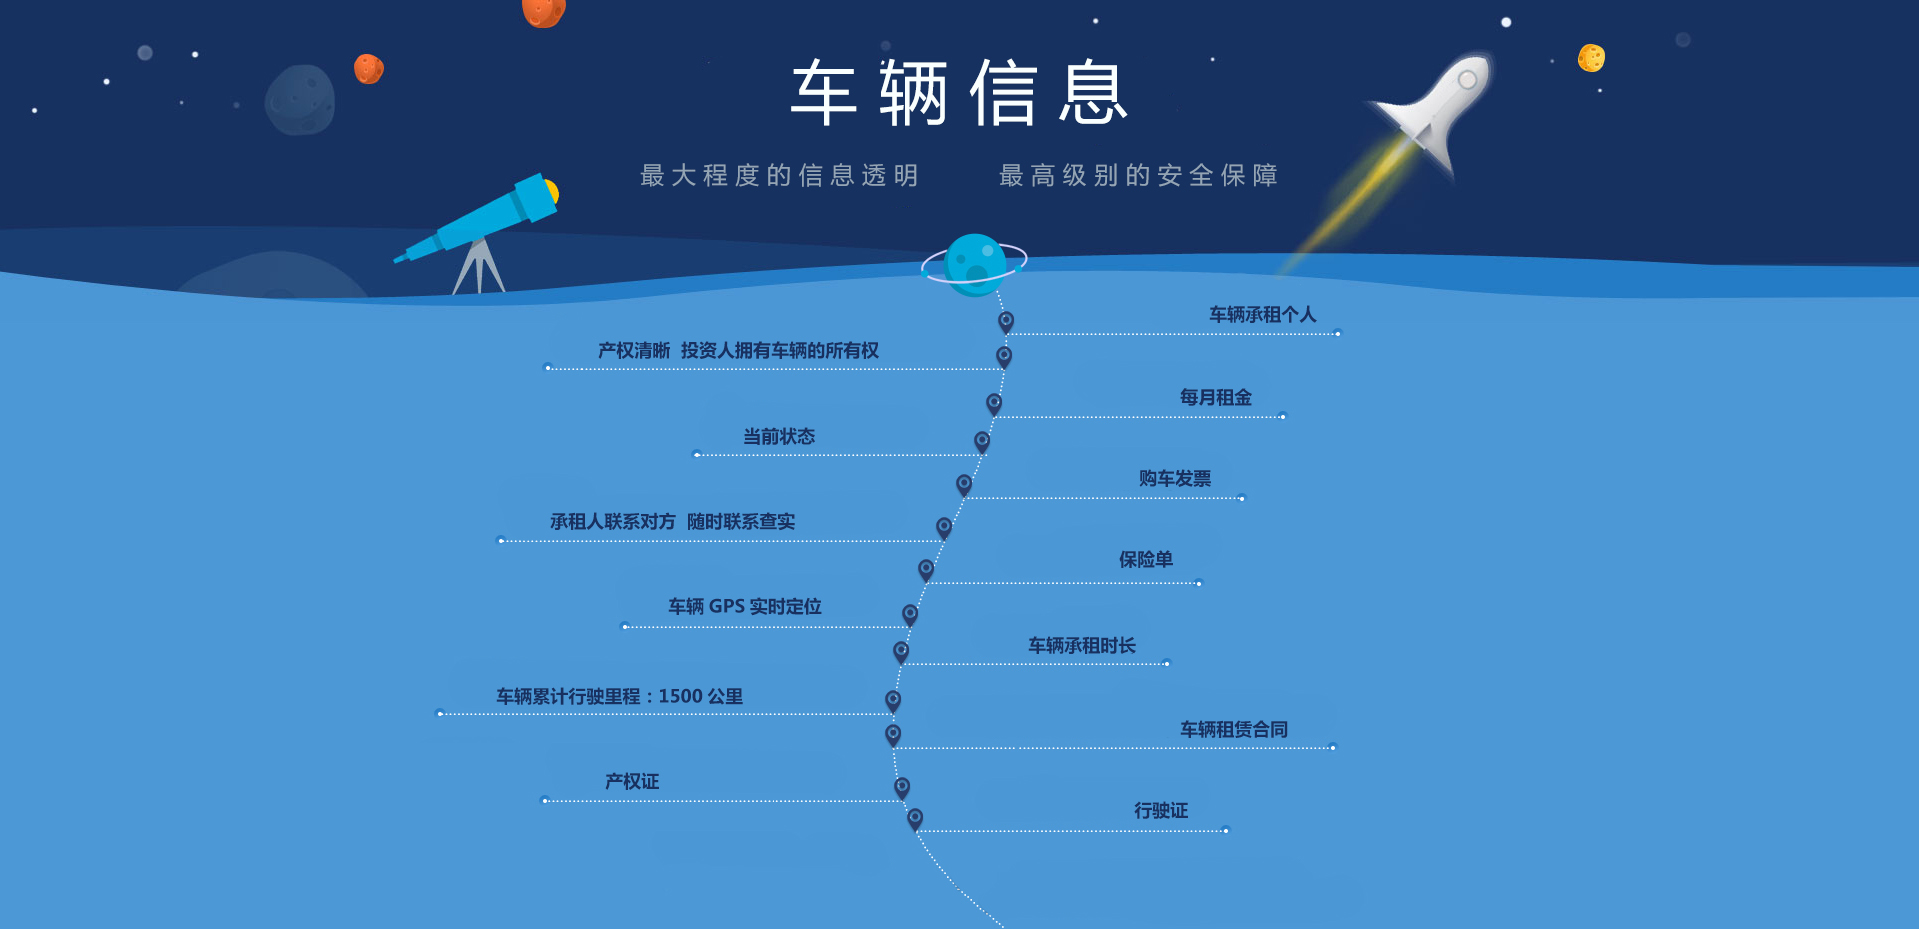 车辆信息
最大程度的信息透明 最高级别的安全保障
车辆承租个人
产权清晰 投资人拥有车辆的所有权
每月租金
当前状态
购车发票
承租人联系对方 随时联系查实
保险单
车辆 GPS 实时定位
车辆承租时长
车辆累计行驶里程：1500 公里
车辆租赁合同
产权证
行驶证